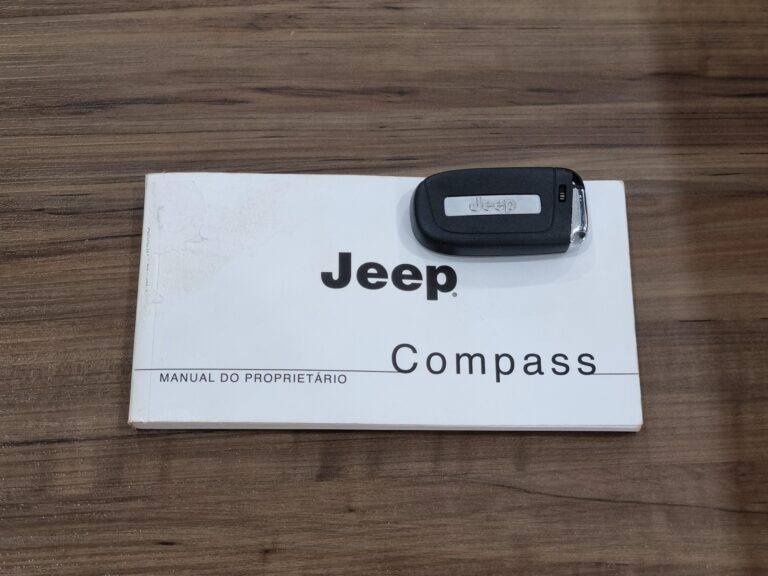 Jeep
Jeep
Compass
MANUAL DO PROPRIETÁRIO